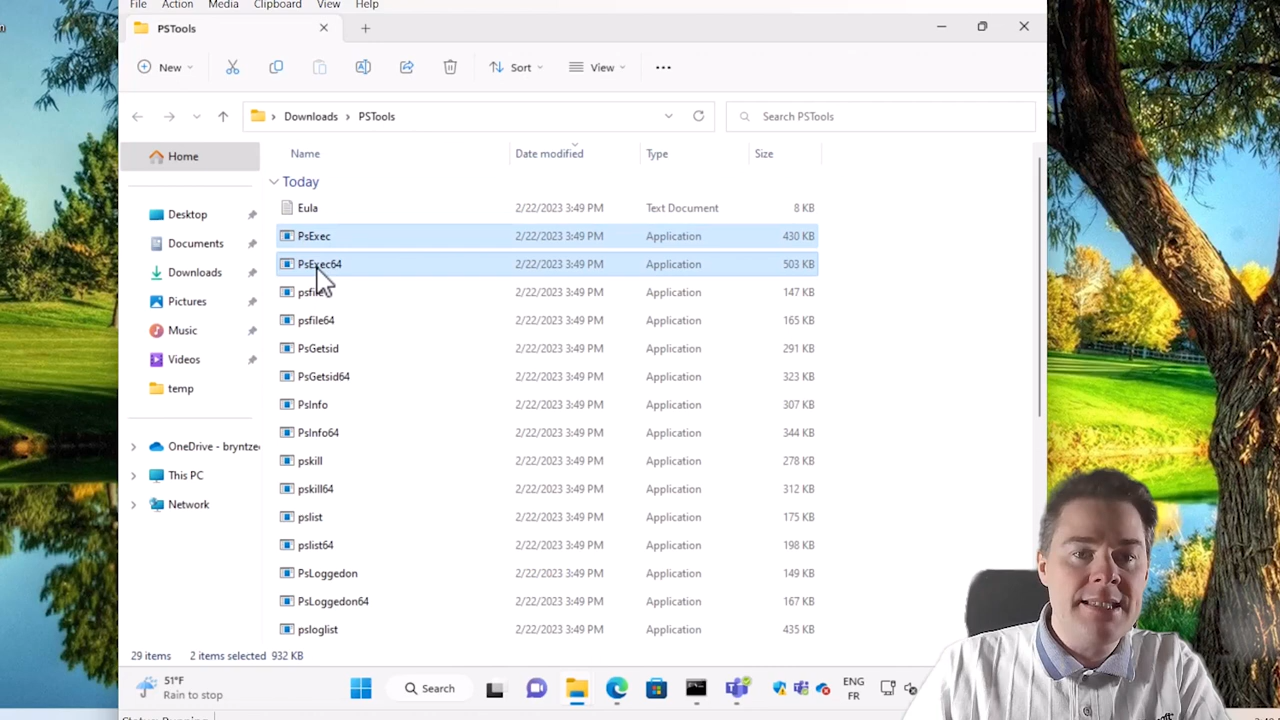 File Action Media Clipboard View Help
PSTools
New Sort View
Downloads > PSTools Search PSTools
Home
Desktop
Documents
Downloads
Pictures
Music
Videos
temp
OneDrive - bryntze
This PC
Network
Name Date modified Type Size
Today
Eula 2/22/2023 3:49 PM Text Document 8 KB
PsExec 2/22/2023 3:49 PM Application 430 KB
PsExec64 2/22/2023 3:49 PM Application 503 KB
psfile 2/22/2023 3:49 PM Application 147 KB
psfile64 2/22/2023 3:49 PM Application 165 KB
PsGetsid 2/22/2023 3:49 PM Application 291 KB
PsGetsid64 2/22/2023 3:49 PM Application 323 KB
PsInfo 2/22/2023 3:49 PM Application 307 KB
PsInfo64 2/22/2023 3:49 PM Application 344 KB
pskill 2/22/2023 3:49 PM Application 278 KB
pskill64 2/22/2023 3:49 PM Application 312 KB
pslist 2/22/2023 3:49 PM Application 175 KB
pslist64 2/22/2023 3:49 PM Application 198 KB
PsLoggedon 2/22/2023 3:49 PM Application 149 KB
PsLoggedon64 2/22/2023 3:49 PM Application 167 KB
psloglist 2/22/2023 3:49 PM Application 435 KB
29 items 2 items selected 932 KB
51°F
Rain to stop
Search
ENG
FR
Status: Running